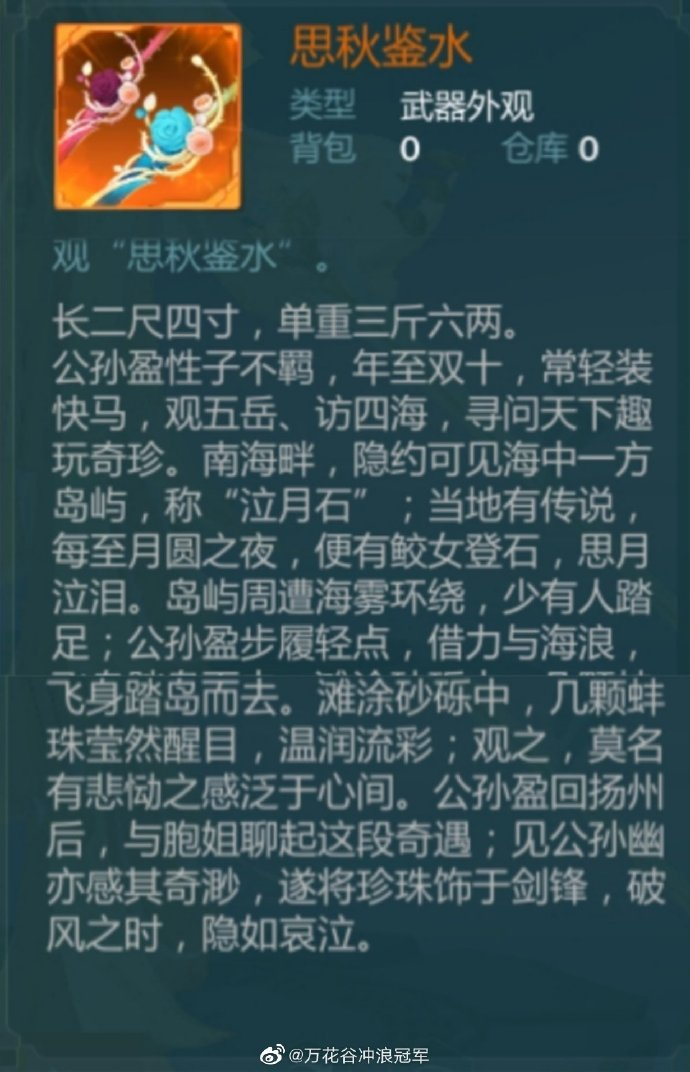 思秋鉴水
类型 武器外观
背包 0 仓库 0
观“思秋鉴水”。
长二尺四寸，单重三斤六两。
公孙盈性子不羁，年至双十，常轻装
快马，观五岳、访四海，寻问天下趣
玩奇珍。南海畔，隐约可见海中一方
岛屿，称“泣月石”；当地有传说，
每至月圆之夜，便有鲛女登石，思月
泣泪。岛屿周遭海雾环绕，少有人踏
足；公孙盈步履轻点，借力与海浪，
飞身踏岛而去。滩涂砂砾中，几颗蚌
珠莹然醒目，温润流彩；观之，莫名
有悲恸之感泛于心间。公孙盈回扬州
后，与胞姐聊起这段奇遇；见公孙幽
亦感其奇渺，遂将珍珠饰于剑锋，破
风之时，隐如哀泣。
@万花谷冲浪冠军